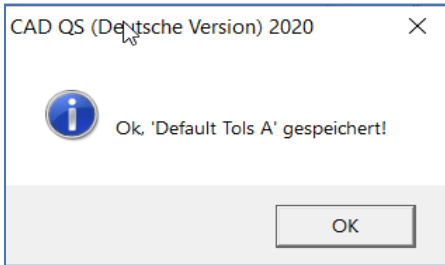 CAD QS (Deutsche Version) 2020
Ok, 'Default Tols A' gespeichert!
OK